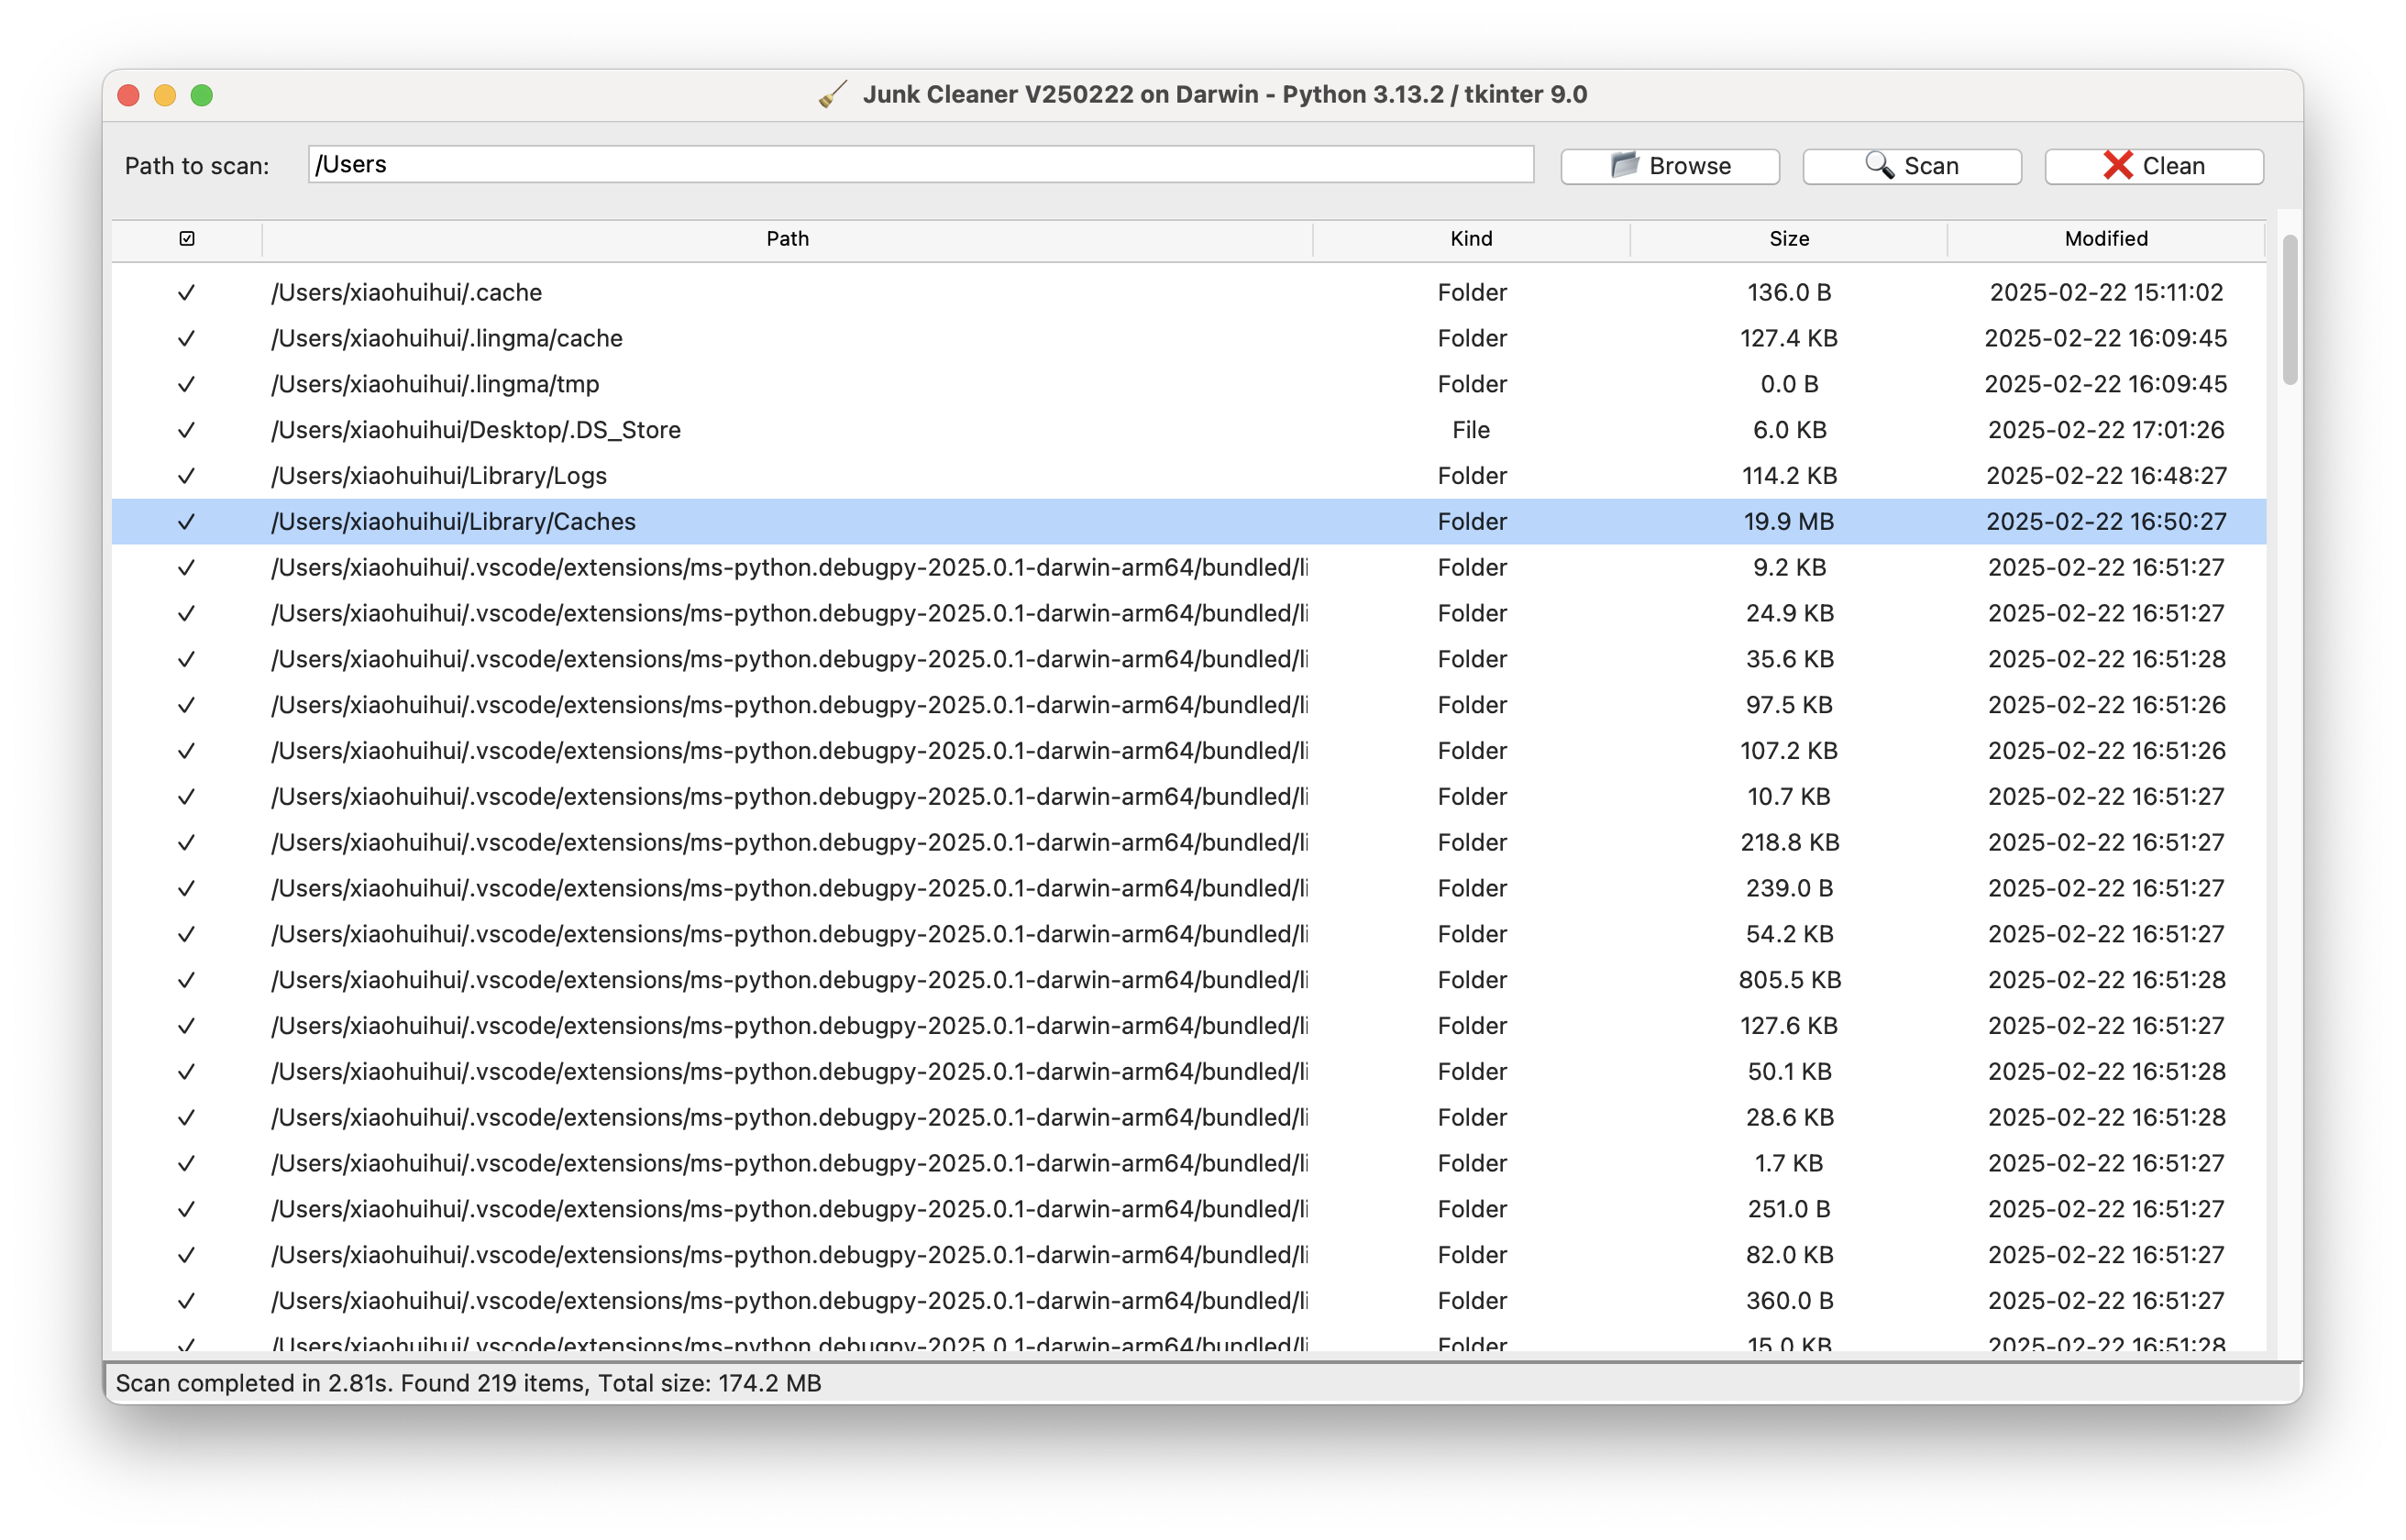 Junk Cleaner V250222 on Darwin - Python 3.13.2 / tkinter 9.0
Path to scan: /Users Browse Scan Clean
Path Kind Size Modified
✓ /Users/xiaohuihui/.cache Folder 136.0 B 2025-02-22 15:11:02
✓ /Users/xiaohuihui/.lingma/cache Folder 127.4 KB 2025-02-22 16:09:45
✓ /Users/xiaohuihui/.lingma/tmp Folder 0.0 B 2025-02-22 16:09:45
✓ /Users/xiaohuihui/Desktop/.DS_Store File 6.0 KB 2025-02-22 17:01:26
✓ /Users/xiaohuihui/Library/Logs Folder 114.2 KB 2025-02-22 16:48:27
✓ /Users/xiaohuihui/Library/Caches Folder 19.9 MB 2025-02-22 16:50:27
✓ /Users/xiaohuihui/.vscode/extensions/ms-python.debugpy-2025.0.1-darwin-arm64/bundled/li Folder 9.2 KB 2025-02-22 16:51:27
✓ /Users/xiaohuihui/.vscode/extensions/ms-python.debugpy-2025.0.1-darwin-arm64/bundled/li Folder 24.9 KB 2025-02-22 16:51:27
✓ /Users/xiaohuihui/.vscode/extensions/ms-python.debugpy-2025.0.1-darwin-arm64/bundled/li Folder 35.6 KB 2025-02-22 16:51:28
✓ /Users/xiaohuihui/.vscode/extensions/ms-python.debugpy-2025.0.1-darwin-arm64/bundled/li Folder 97.5 KB 2025-02-22 16:51:26
✓ /Users/xiaohuihui/.vscode/extensions/ms-python.debugpy-2025.0.1-darwin-arm64/bundled/li Folder 107.2 KB 2025-02-22 16:51:26
✓ /Users/xiaohuihui/.vscode/extensions/ms-python.debugpy-2025.0.1-darwin-arm64/bundled/li Folder 10.7 KB 2025-02-22 16:51:27
✓ /Users/xiaohuihui/.vscode/extensions/ms-python.debugpy-2025.0.1-darwin-arm64/bundled/li Folder 218.8 KB 2025-02-22 16:51:27
✓ /Users/xiaohuihui/.vscode/extensions/ms-python.debugpy-2025.0.1-darwin-arm64/bundled/li Folder 239.0 B 2025-02-22 16:51:27
✓ /Users/xiaohuihui/.vscode/extensions/ms-python.debugpy-2025.0.1-darwin-arm64/bundled/li Folder 54.2 KB 2025-02-22 16:51:27
✓ /Users/xiaohuihui/.vscode/extensions/ms-python.debugpy-2025.0.1-darwin-arm64/bundled/li Folder 805.5 KB 2025-02-22 16:51:28
✓ /Users/xiaohuihui/.vscode/extensions/ms-python.debugpy-2025.0.1-darwin-arm64/bundled/li Folder 127.6 KB 2025-02-22 16:51:27
✓ /Users/xiaohuihui/.vscode/extensions/ms-python.debugpy-2025.0.1-darwin-arm64/bundled/li Folder 50.1 KB 2025-02-22 16:51:28
✓ /Users/xiaohuihui/.vscode/extensions/ms-python.debugpy-2025.0.1-darwin-arm64/bundled/li Folder 28.6 KB 2025-02-22 16:51:28
✓ /Users/xiaohuihui/.vscode/extensions/ms-python.debugpy-2025.0.1-darwin-arm64/bundled/li Folder 1.7 KB 2025-02-22 16:51:27
✓ /Users/xiaohuihui/.vscode/extensions/ms-python.debugpy-2025.0.1-darwin-arm64/bundled/li Folder 251.0 B 2025-02-22 16:51:27
✓ /Users/xiaohuihui/.vscode/extensions/ms-python.debugpy-2025.0.1-darwin-arm64/bundled/li Folder 82.0 KB 2025-02-22 16:51:27
✓ /Users/xiaohuihui/.vscode/extensions/ms-python.debugpy-2025.0.1-darwin-arm64/bundled/li Folder 360.0 B 2025-02-22 16:51:27
✓ /Users/xiaohuihui/.vscode/extensions/ms-python.debugpy-2025.0.1-darwin-arm64/bundled/li Folder 15.0 KB 2025-02-22 16:51:28
Scan completed in 2.81s. Found 219 items, Total size: 174.2 MB